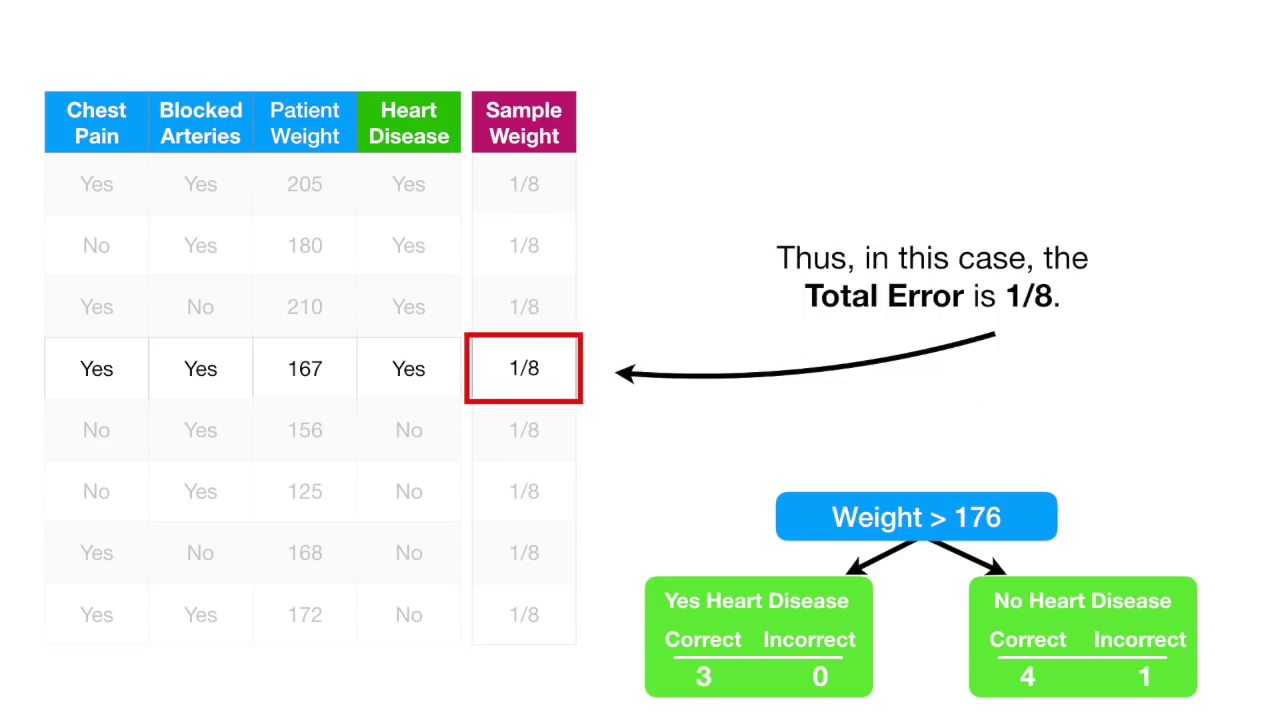 Chest Pain Blocked Arteries Patient Weight Heart Disease Sample Weight
Yes Yes 205 Yes 1/8
No Yes 180 Yes 1/8
Yes No 210 Yes 1/8
Yes Yes 167 Yes 1/8
No Yes 156 No 1/8
No Yes 125 No 1/8
Yes No 168 No 1/8
Yes Yes 172 No 1/8
Thus, in this case, the
Total Error is 1/8.
Weight > 176
Yes Heart Disease
Correct Incorrect
3 0
No Heart Disease
Correct Incorrect
4 1